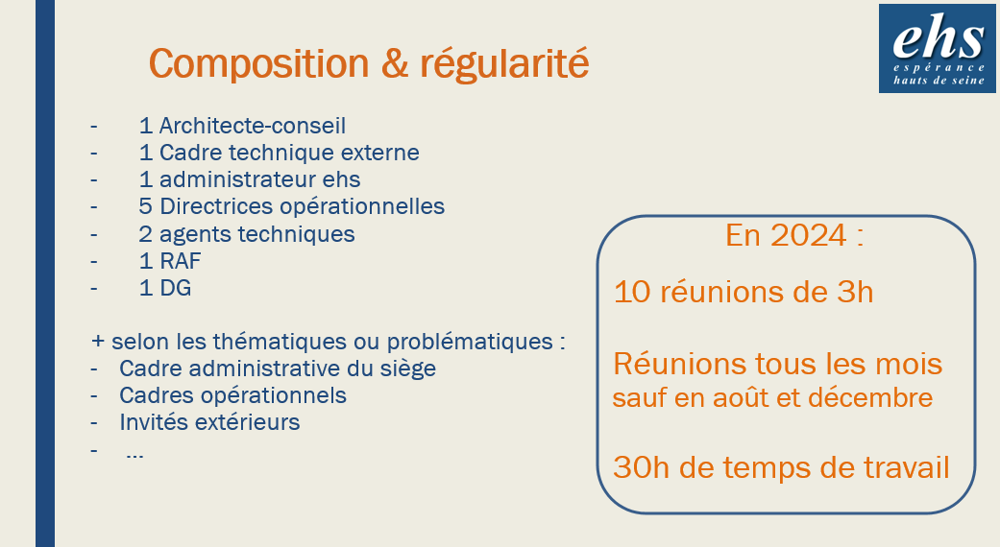 Composition & régularité
ehs
espérance
hauts de seine
- 1 Architecte-conseil
- 1 Cadre technique externe
- 1 administrateur ehs
- 5 Directrices opérationnelles
- 2 agents techniques
- 1 RAF
- 1 DG
+ selon les thématiques ou problématiques :
- Cadre administrative du siège
- Cadres opérationnels
- Invités extérieurs
- ...
En 2024 :
10 réunions de 3h
Réunions tous les mois
sauf en août et décembre
30h de temps de travail